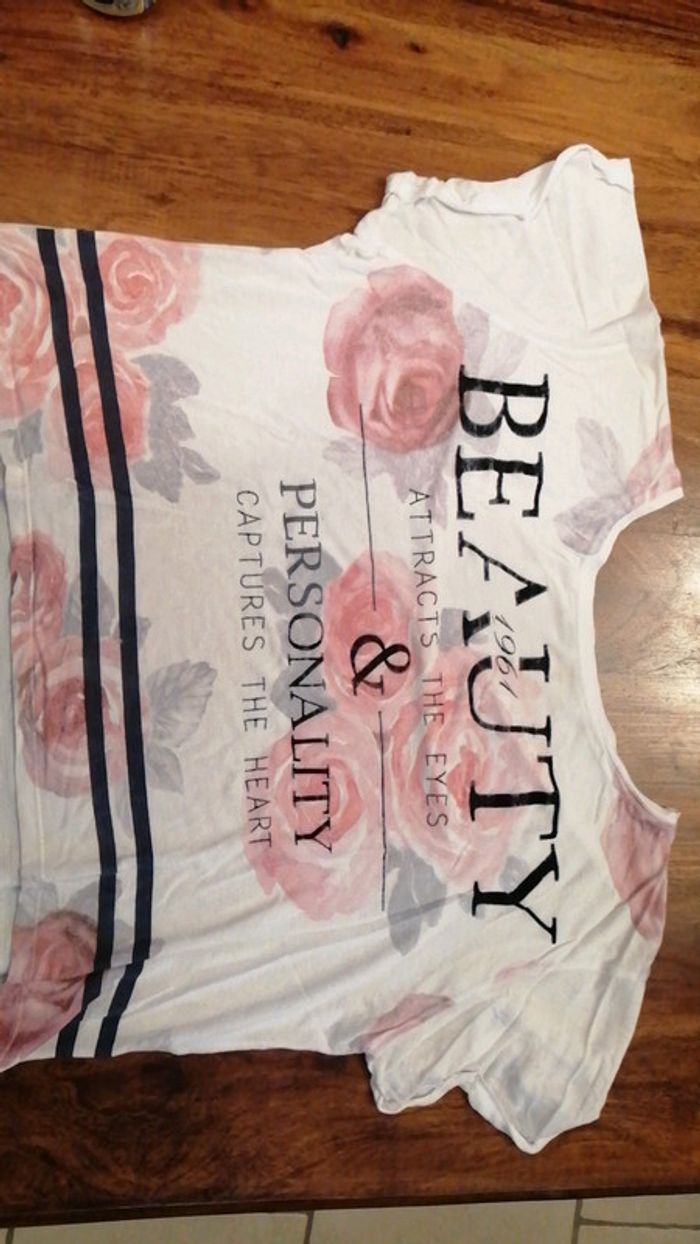 BEAUTY
1961
ATTRACTS THE EYES
&
PERSONALITY
CAPTURES THE HEART